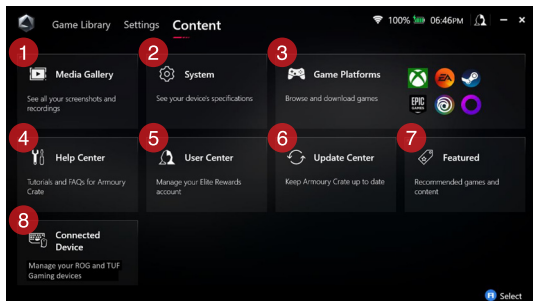 Game Library Settings Content 100% 06:46PM
1
Media Gallery
See all your screenshots and
recordings
2
System
See your device's specifications
3
Game Platforms
Browse and download games
EA
EPIC
GAMES
4
Help Center
Tutorials and FAQs for Armoury
Crate
5
User Center
Manage your Elite Rewards
account
6
Update Center
Keep Armoury Crate up to date
7
Featured
Recommended games and
content
8
Connected
Device
Manage your ROG and TUF
Gaming devices
R Select